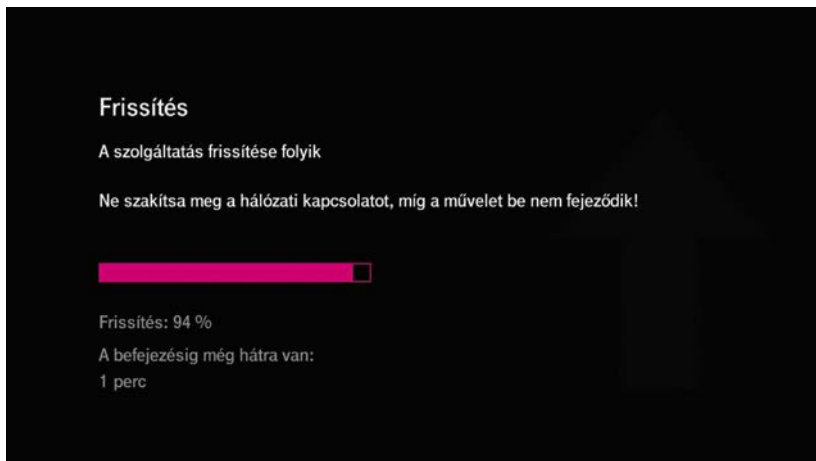 Frissítés
A szolgáltatás frissítése folyik
Ne szakítsa meg a hálózati kapcsolatot, míg a művelet be nem fejeződik!
Frissítés: 94 %
A befejezésig még hátra van:
1 perc